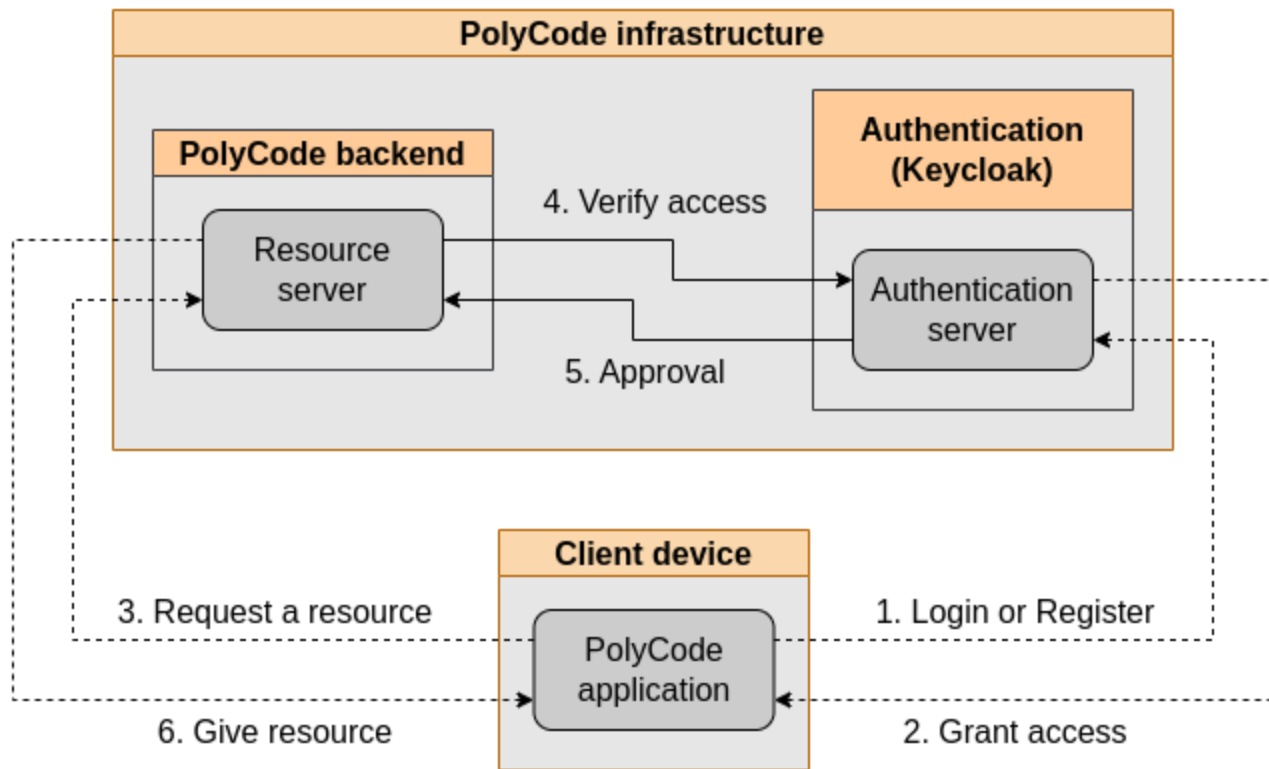 PolyCode infrastructure
PolyCode backend
Authentication
(Keycloak)
4. Verify access
Resource
server
Authentication
server
5. Approval
Client device
3. Request a resource
1. Login or Register
PolyCode
application
6. Give resource
2. Grant access